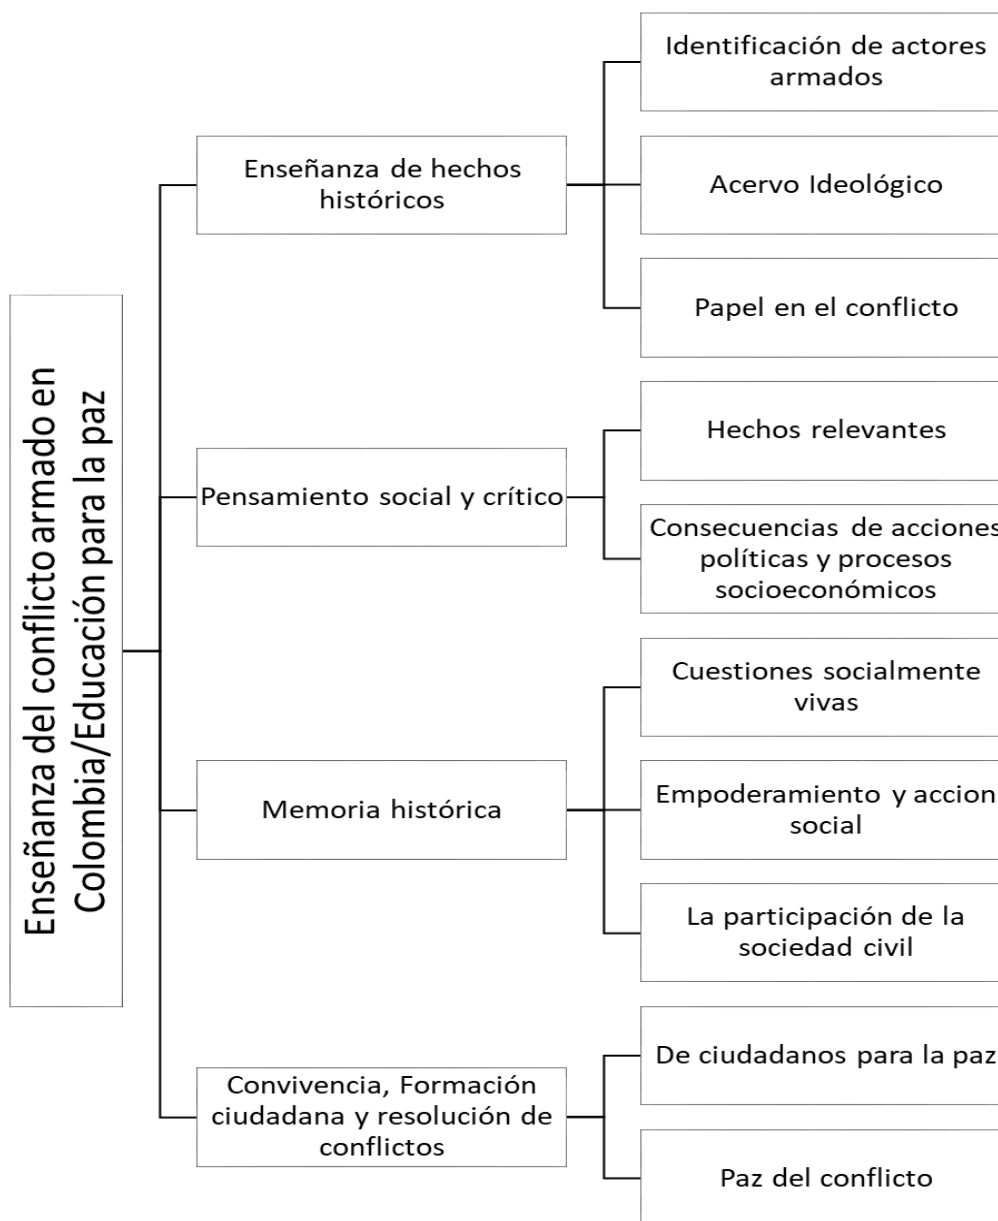 Enseñanza del conflicto armado en
Colombia/Educación para la paz
Enseñanza de hechos
históricos
Identificación de actores
armados
Acervo Ideológico
Papel en el conflicto
Pensamiento social y crítico
Hechos relevantes
Consecuencias de acciones
políticas y procesos
socioeconómicos
Memoria histórica
Cuestiones socialmente
vivas
Empoderamiento y accion
social
La participación de la
sociedad civil
Convivencia, Formación
ciudadana y resolución de
conflictos
De ciudadanos para la paz
Paz del conflicto